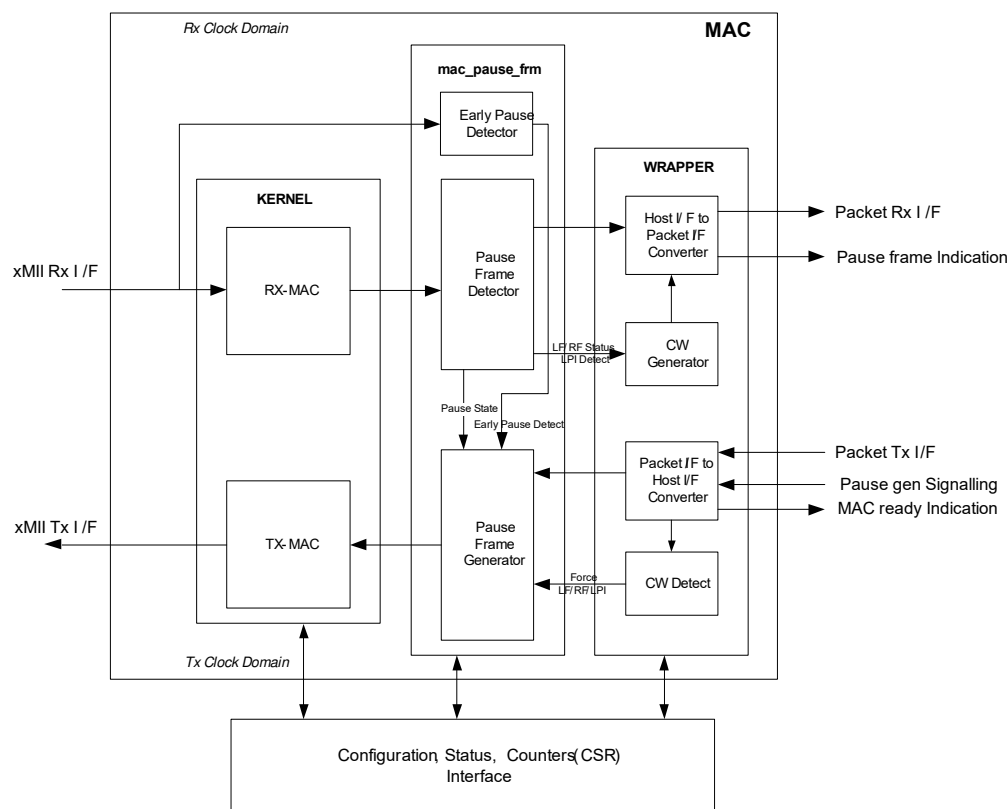 Rx Clock Domain
MAC
mac_pause_frm
Early Pause
Detector
WRAPPER
KERNEL
Host I/F to
Packet I/F
Converter
Packet Rx I/F
Pause frame Indication
xMII Rx I/F
RX-MAC
Pause
Frame
Detector
LF/RF Status
LPI Detect
CW
Generator
Pause State
Early Pause Detect
Packet I/F to
Host I/F
Converter
Packet Tx I/F
Pause gen Signalling
MAC ready Indication
xMII Tx I/F
TX-MAC
Pause
Frame
Generator
Force
LF/RF/LPI
CW Detect
Tx Clock Domain
Configuration, Status, Counters(CSR)
Interface